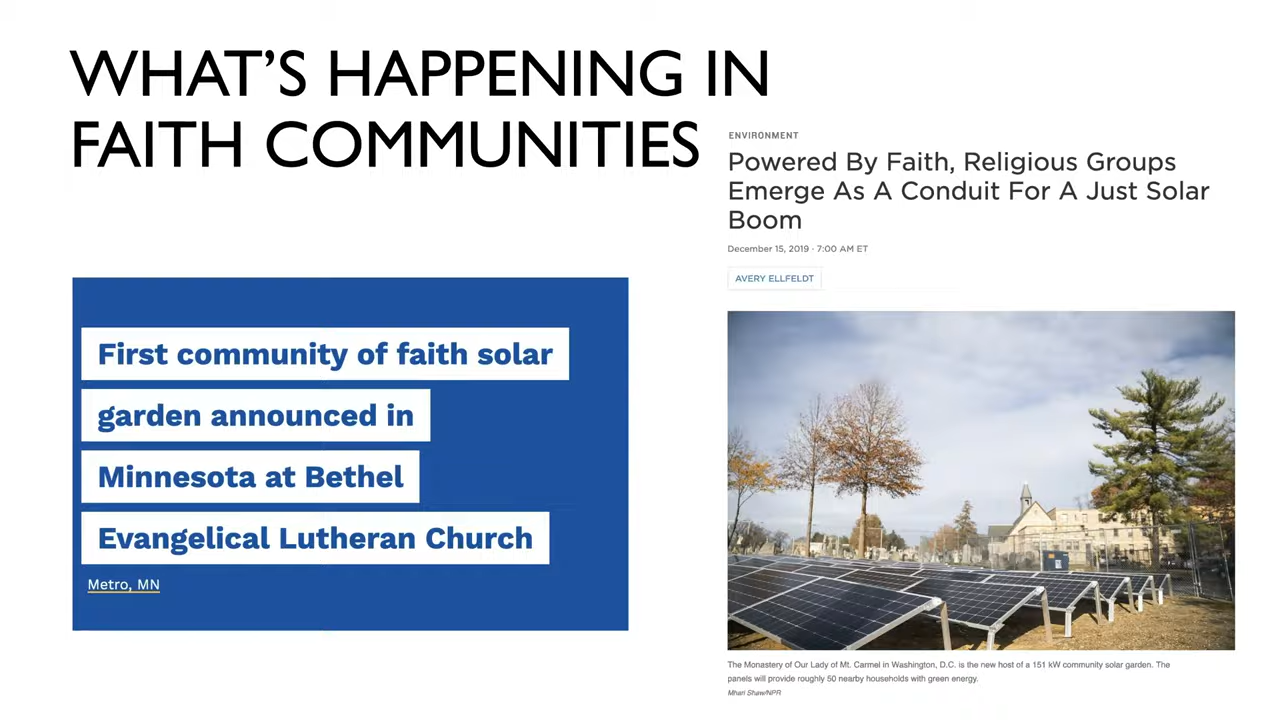 WHAT’S HAPPENING IN
FAITH COMMUNITIES
First community of faith solar
garden announced in
Minnesota at Bethel
Evangelical Lutheran Church
Metro, MN
ENVIRONMENT
Powered By Faith, Religious Groups
Emerge As A Conduit For A Just Solar
Boom
December 15, 2019 · 7:00 AM ET
AVERY ELLFELDT
The Monastery of Our Lady of Mt. Carmel in Washington, D.C. is the new host of a 151 kW community solar garden. The
panels will provide roughly 50 nearby households with green energy.
Mhari Shaw/NPR